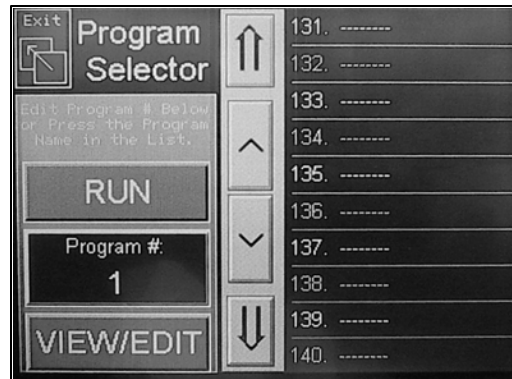 Exit
Program
Selector
Edit Program # Below
or Press the Program
Name in the List.
RUN
Program #:
1
VIEW/EDIT
131. --------
132. --------
133. --------
134. --------
135. --------
136. --------
137. --------
138. --------
139. --------
140. --------